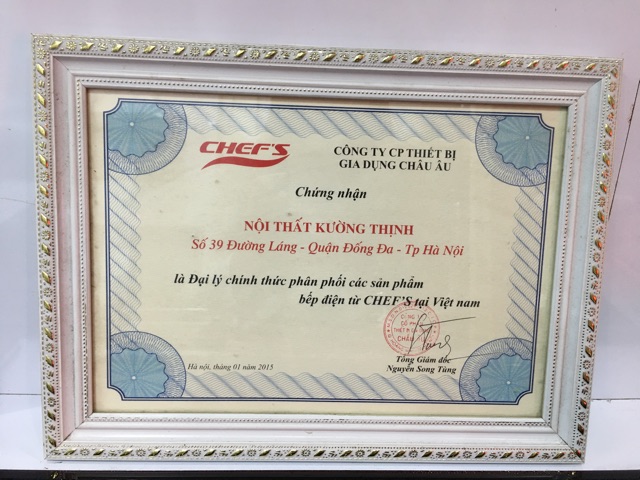 CHEF'S
CÔNG TY CP THIẾT BỊ
GIA DỤNG CHÂU ÂU
Chứng nhận
NỘI THẤT KƯỜNG THỊNH
Số 39 Đường Láng - Quận Đống Đa - Tp Hà Nội
là Đại lý chính thức phân phối các sản phẩm
bếp điện từ CHEF'S tại Việt nam
Tổng Giám đốc
Nguyễn Song Tùng
Hà nội, tháng 01 năm 2015